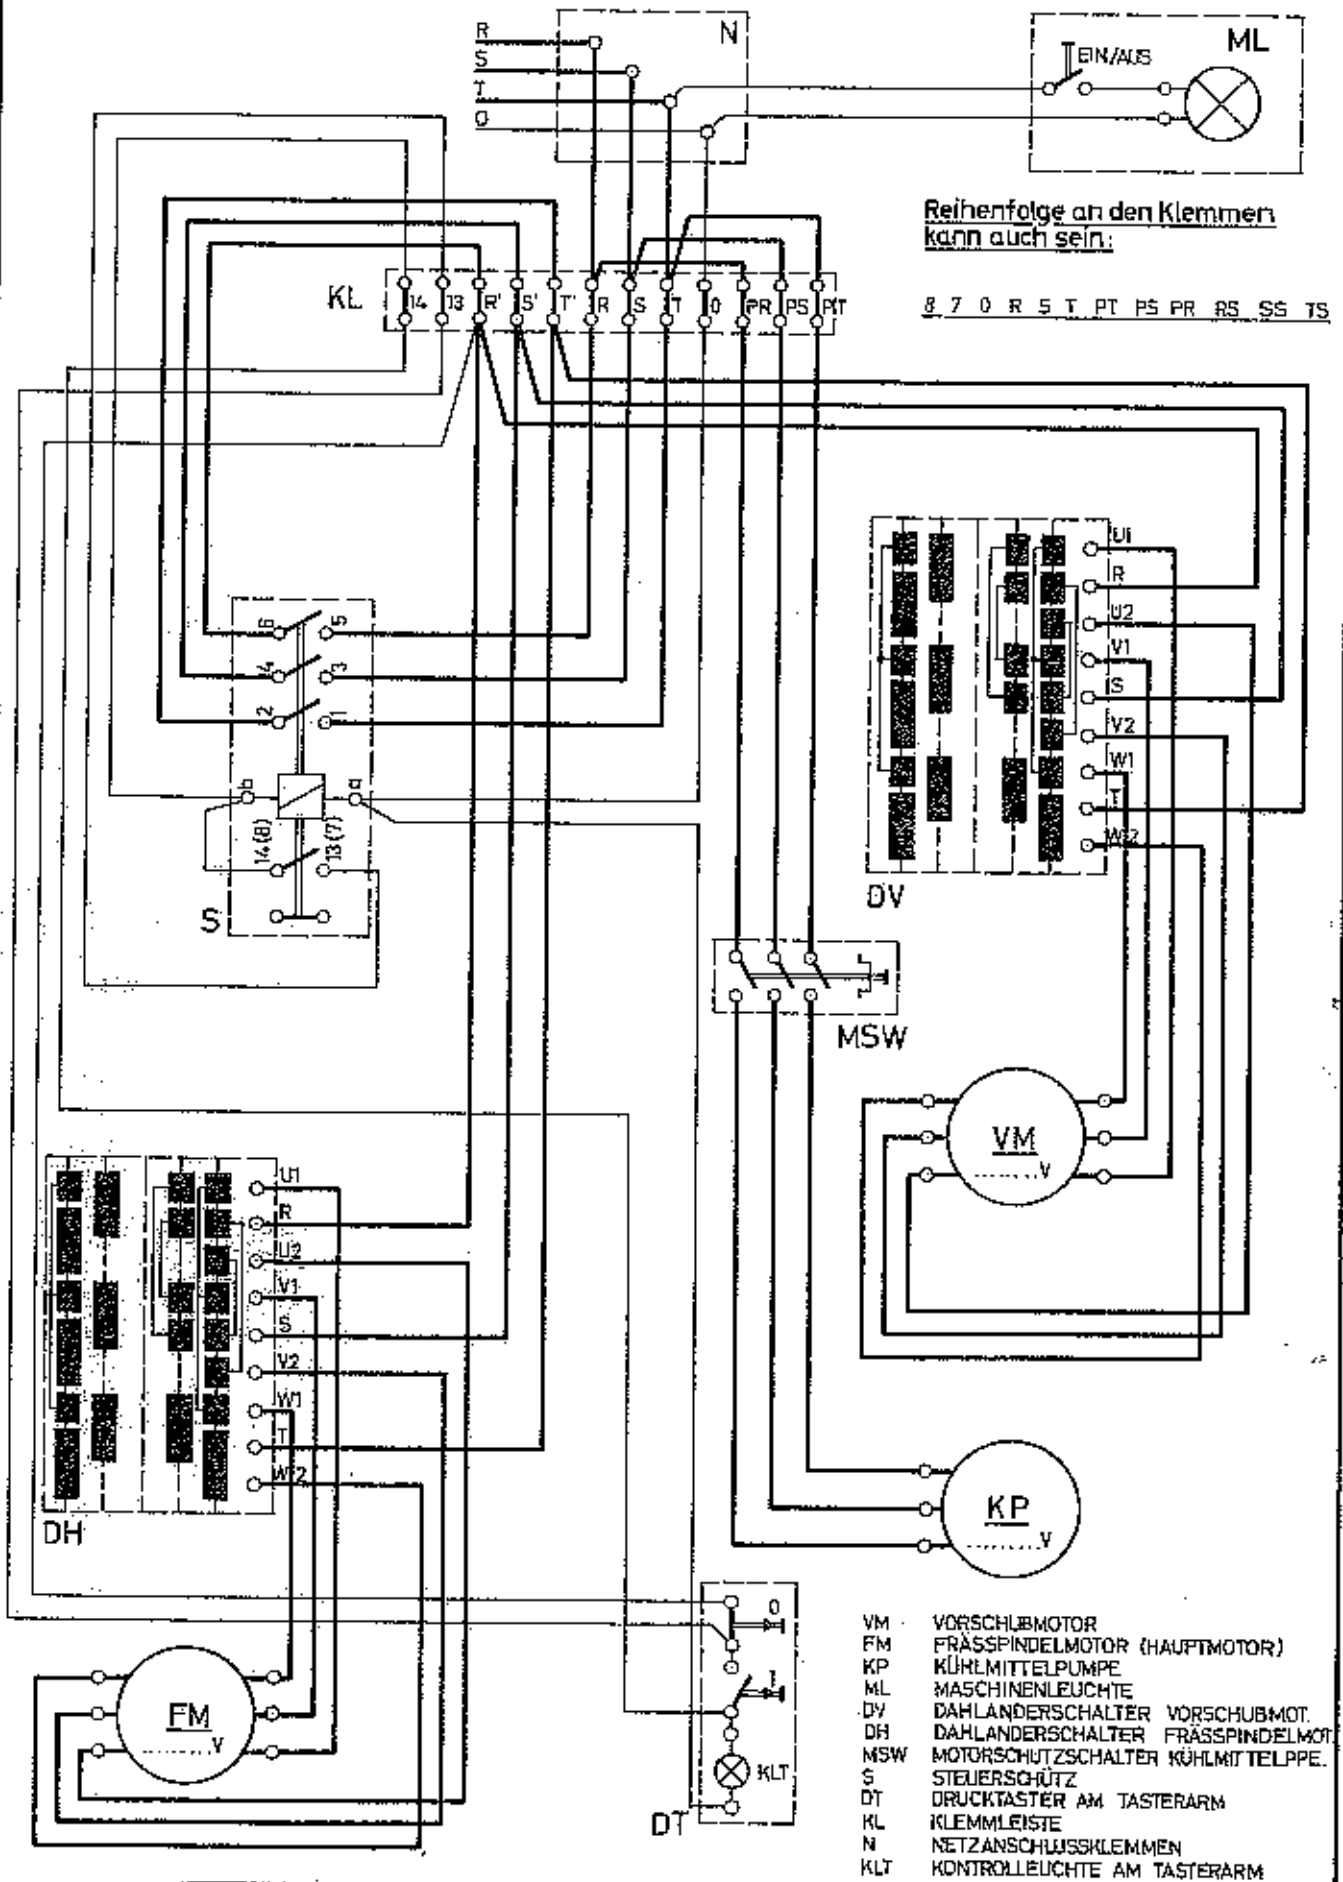 R
S
T
O
N
EIN/AUS
ML
Reihenfolge an den Klemmen
kann auch sein:
8 7 0 R S T PT PS PR RS SS TS
KL
14 13 R' S' T' R S T 0 PR PS PT
6 5
4 3
2 1
b a
14(8) 13(7)
S
U1
R
U2
V1
S
V2
W1
T
W2
DV
MSW
VM
V
U1
R
U2
V1
S
V2
W1
T
W2
DH
KP
V
FM
V
0
I
KLT
DT
VM VORSCHUBMOTOR
FM FRÄSSPINDELMOTOR (HAUPTMOTOR)
KP KÜHLMITTELPUMPE
ML MASCHINENLEUCHTE
DV DAHLANDERSCHALTER VORSCHUBMOT.
DH DAHLANDERSCHALTER FRÄSSPINDELMOT.
MSW MOTORSCHUTZSCHALTER KÜHLMITTELPPE.
S STEUERSCHÜTZ
DT DRUCKTASTER AM TASTERARM
KL KLEMMLEISTE
N NETZANSCHLUSSKLEMMEN
KLT KONTROLLEUCHTE AM TASTERARM